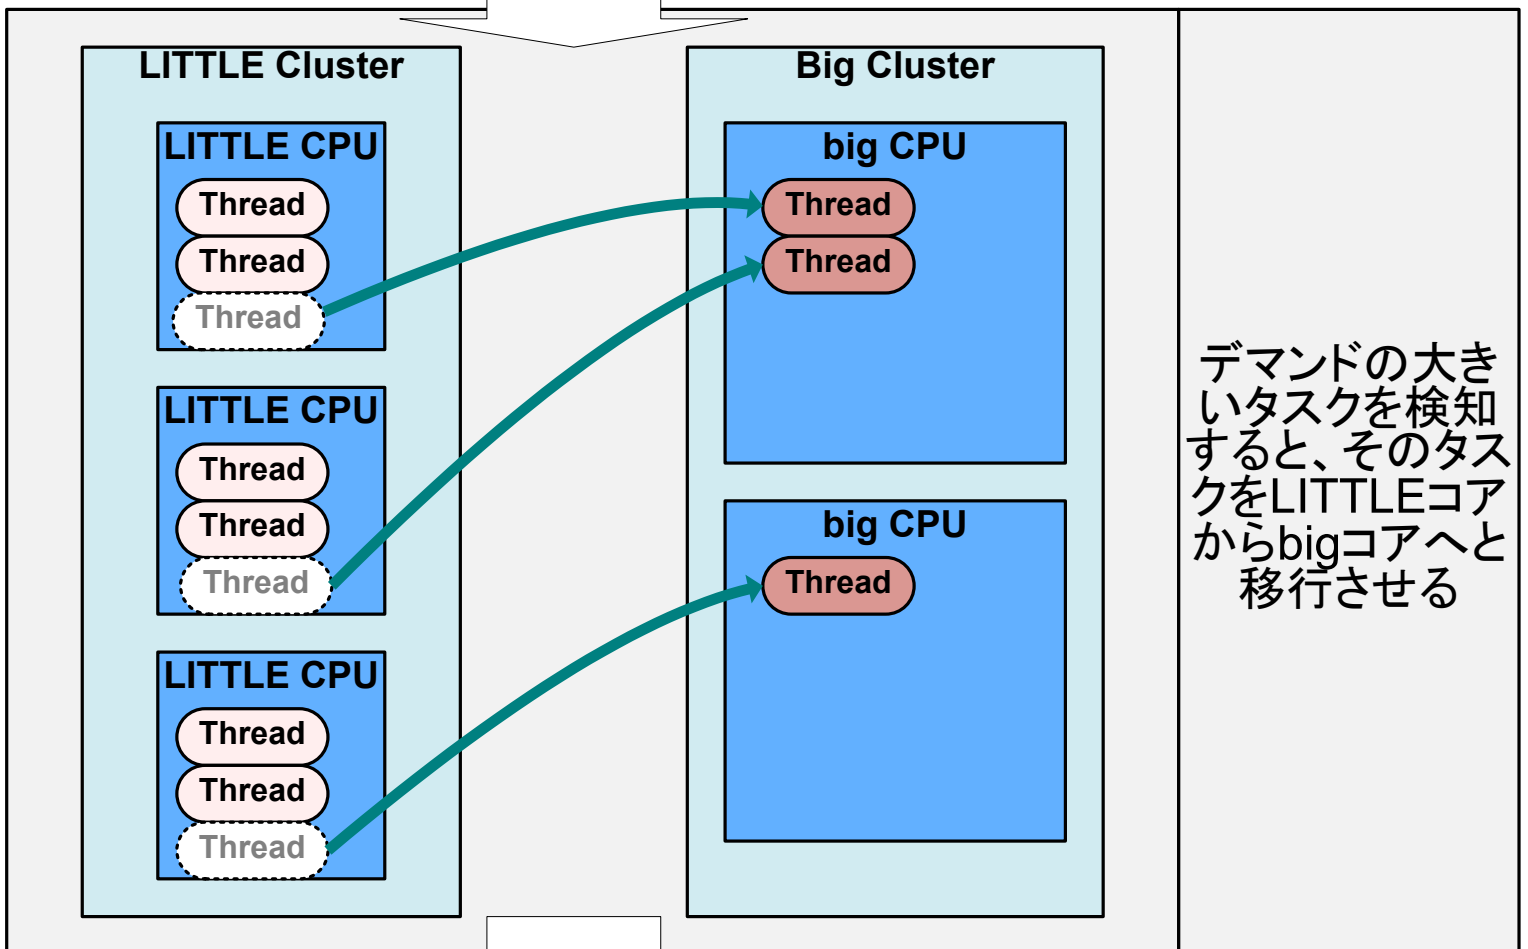 LITTLE Cluster
LITTLE CPU
Thread
Thread
Thread
LITTLE CPU
Thread
Thread
Thread
LITTLE CPU
Thread
Thread
Thread
Big Cluster
big CPU
Thread
Thread
big CPU
Thread
デマンドの大き
いタスクを検知
すると、そのタス
クをLITTLEコア
からbigコアへと
移行させる